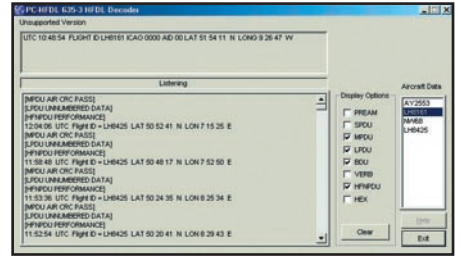 PC-HFDL 635-3 HFDL Decoder
Unsupported Version
UTC 10:48:54 FLIGHT ID LH8161 ICAO 0000 AID 00 LAT 51 54 11 N LONG 9 26 47 W
Listening
[MPDU AIR CRC PASS]
[LPDU UNNUMBERED DATA]
[HFNPDU PERFORMANCE]
12:04:06 UTC Flight ID = LH8425 LAT 50 52 41 N LON 7 15 25 E
[MPDU AIR CRC PASS]
[LPDU UNNUMBERED DATA]
[HFNPDU PERFORMANCE]
11:58:48 UTC Flight ID = LH8425 LAT 50 48 17 N LON 7 52 50 E
[MPDU AIR CRC PASS]
[LPDU UNNUMBERED DATA]
[HFNPDU PERFORMANCE]
11:53:36 UTC Flight ID = LH8425 LAT 50 24 35 N LON 8 25 34 E
[MPDU AIR CRC PASS]
[LPDU UNNUMBERED DATA]
[HFNPDU PERFORMANCE]
11:52:54 UTC Flight ID = LH8425 LAT 50 20 41 N LON 8 29 43 E
Display Options
PREAM
SPDU
MPDU
LPDU
BDU
VERB
HFNPDU
HEX
Clear
Aircraft Data
AY2553
LH8161
NW68
LH8425
Help
Exit